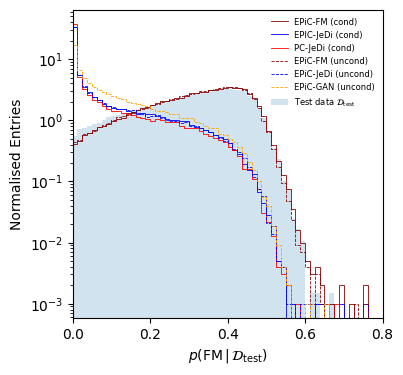 EPiC-FM (cond)
EPIC-JeDi (cond)
PC-JeDi (cond)
EPiC-FM (uncond)
EPiC-JeDi (uncond)
EPiC-GAN (uncond)
Test data 𝒟test
Normalised Entries
10¹
10⁰
10⁻¹
10⁻²
10⁻³
0.0 0.2 0.4 0.6 0.8
p(FM | 𝒟test)